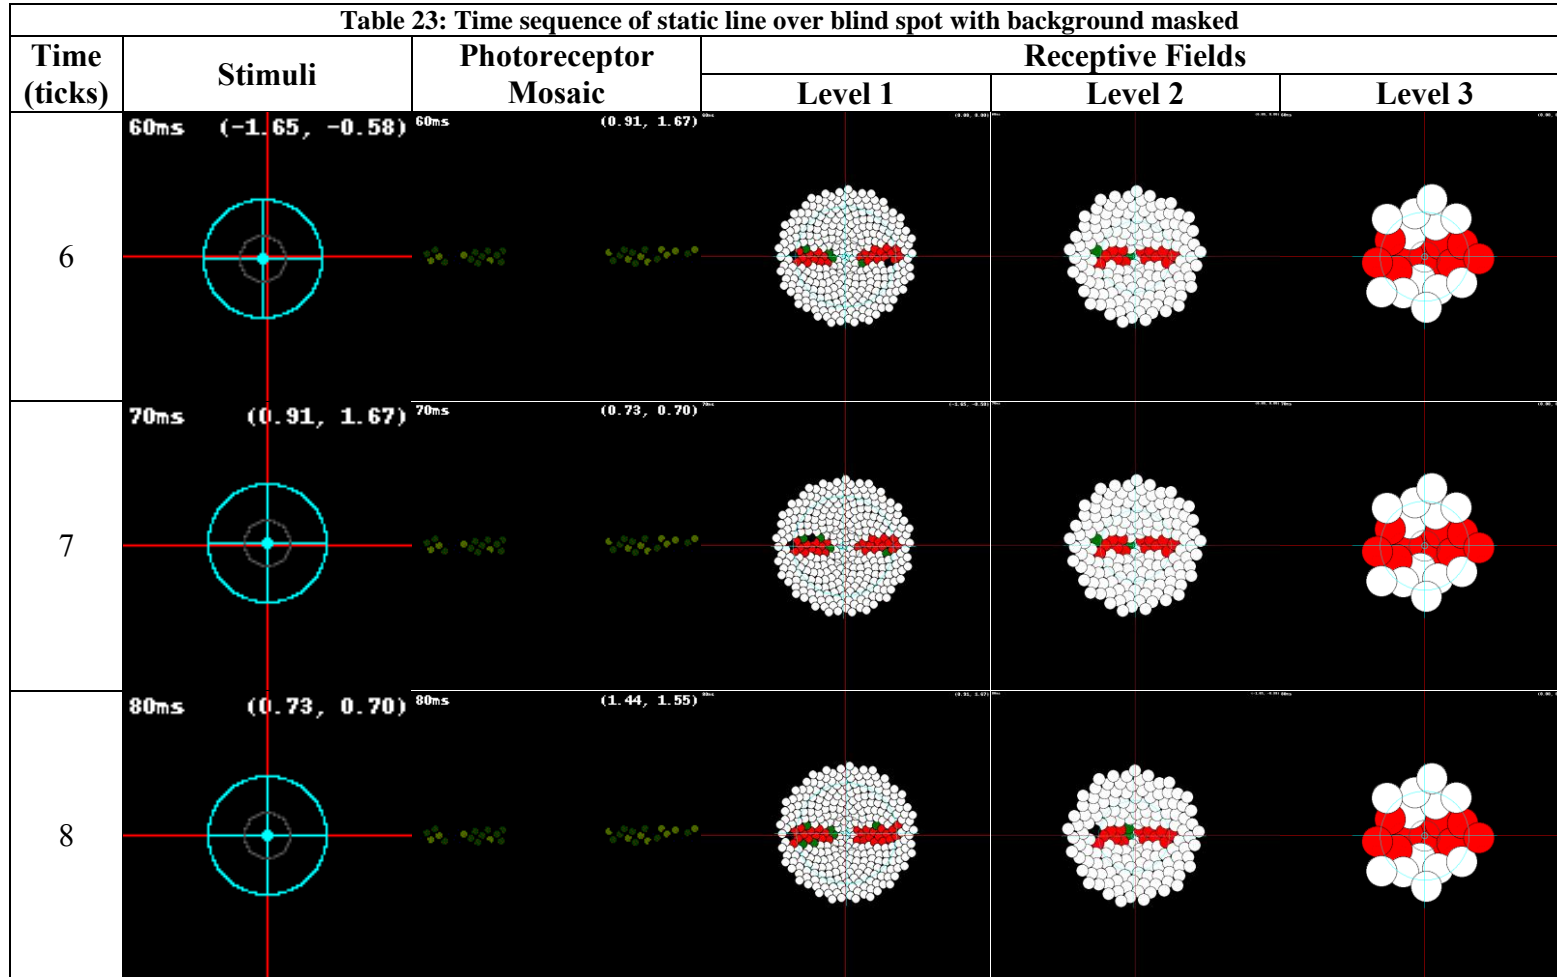 Table 23: Time sequence of static line over blind spot with background masked
Time (ticks) Stimuli Photoreceptor Mosaic Receptive Fields
Level 1 Level 2 Level 3
6 60ms (-1.65, -0.58) 60ms (0.91, 1.67)
7 70ms (0.91, 1.67) 70ms (0.73, 0.70)
8 80ms (0.73, 0.70) 80ms (1.44, 1.55)